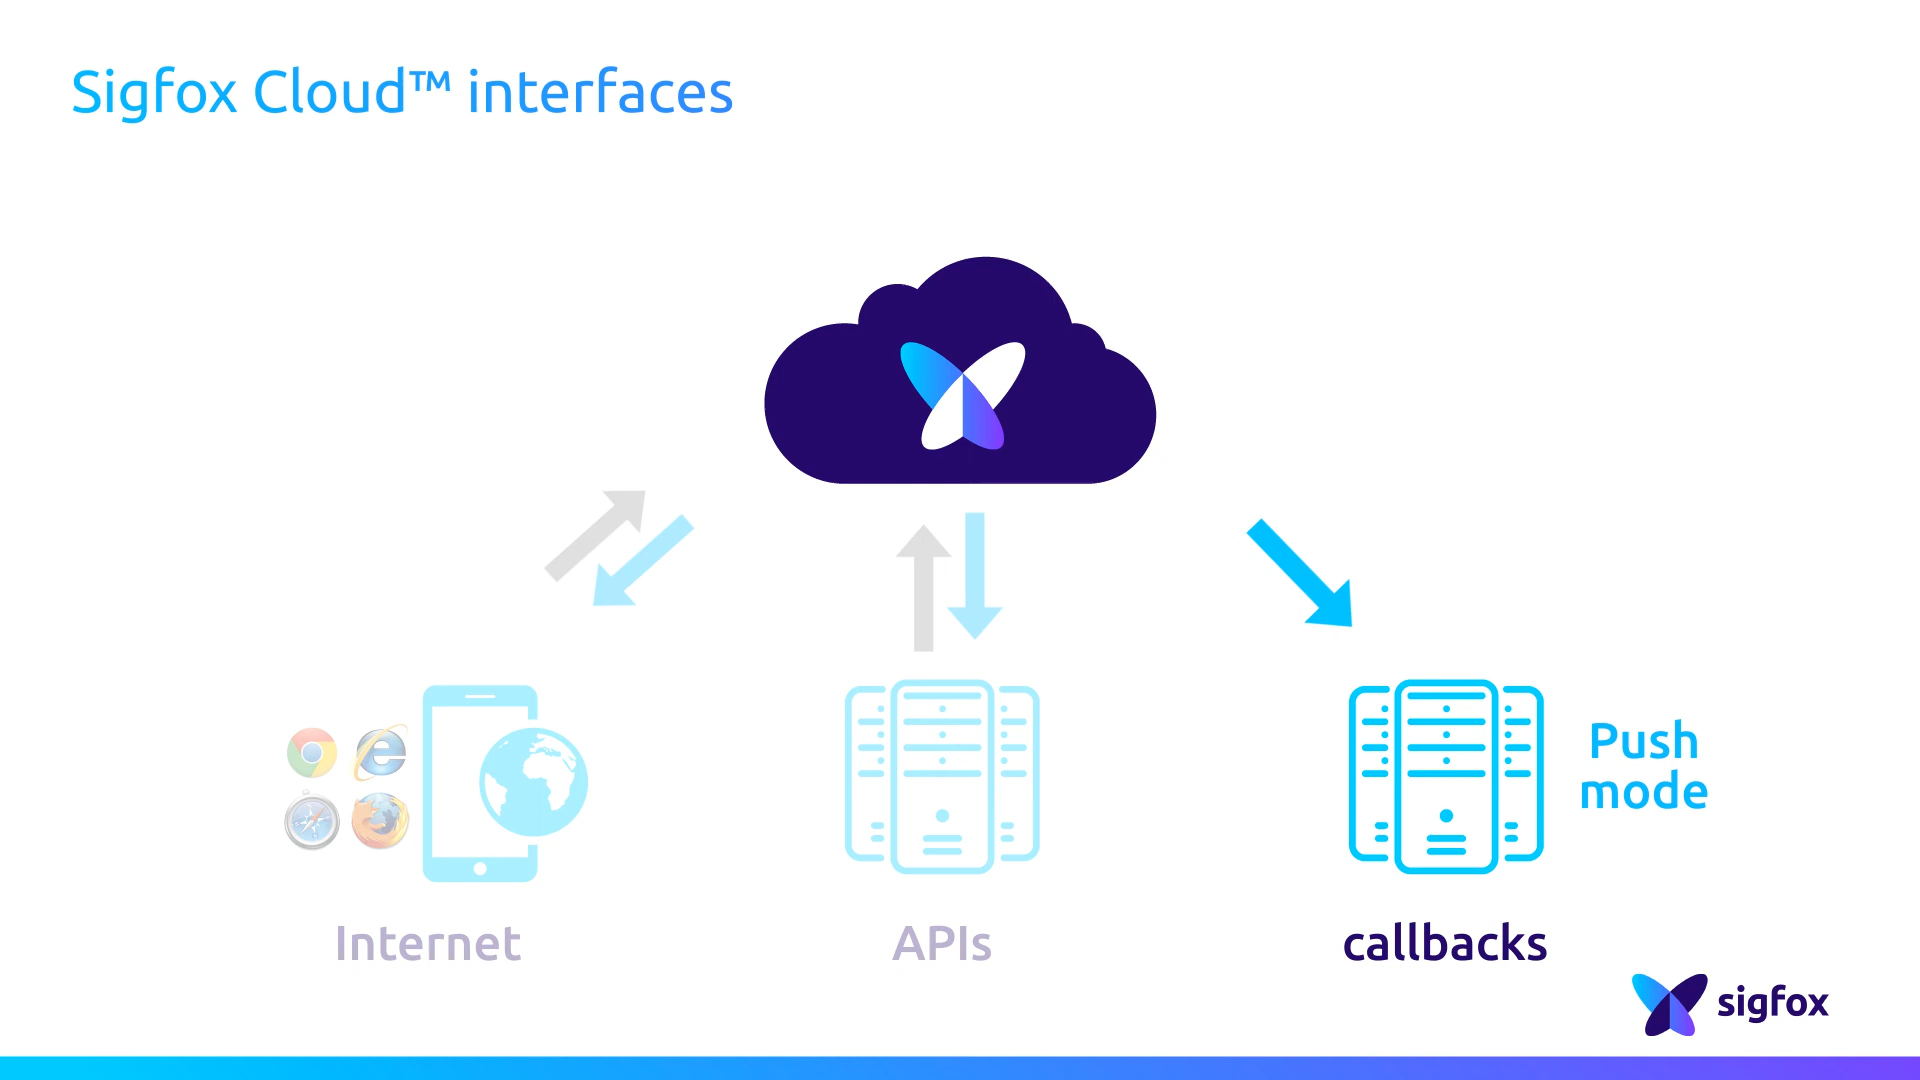 Sigfox Cloud™ interfaces
Push
mode
Internet
APIs
callbacks
sigfox